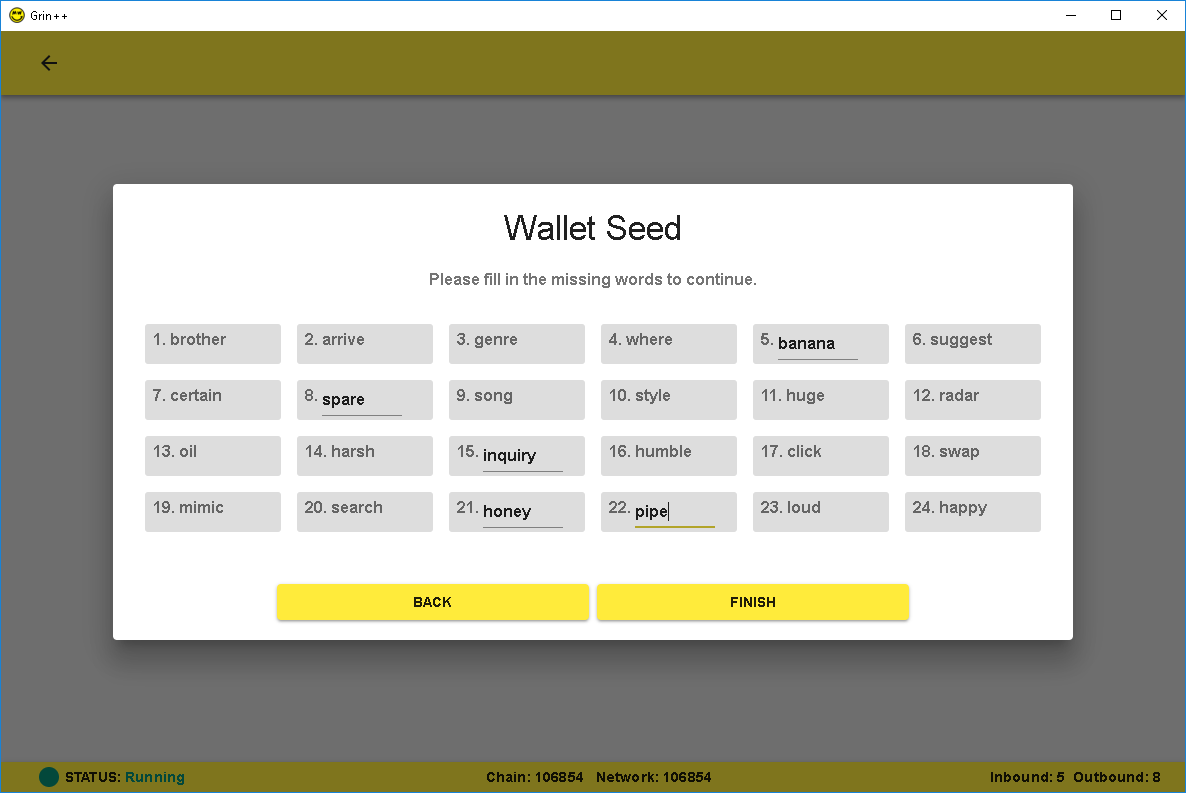 Grin++
Wallet Seed
Please fill in the missing words to continue.
1. brother 2. arrive 3. genre 4. where 5. banana 6. suggest
7. certain 8. spare 9. song 10. style 11. huge 12. radar
13. oil 14. harsh 15. inquiry 16. humble 17. click 18. swap
19. mimic 20. search 21. honey 22. pipe 23. loud 24. happy
BACK FINISH
STATUS: Running Chain: 106854 Network: 106854 Inbound: 5 Outbound: 8